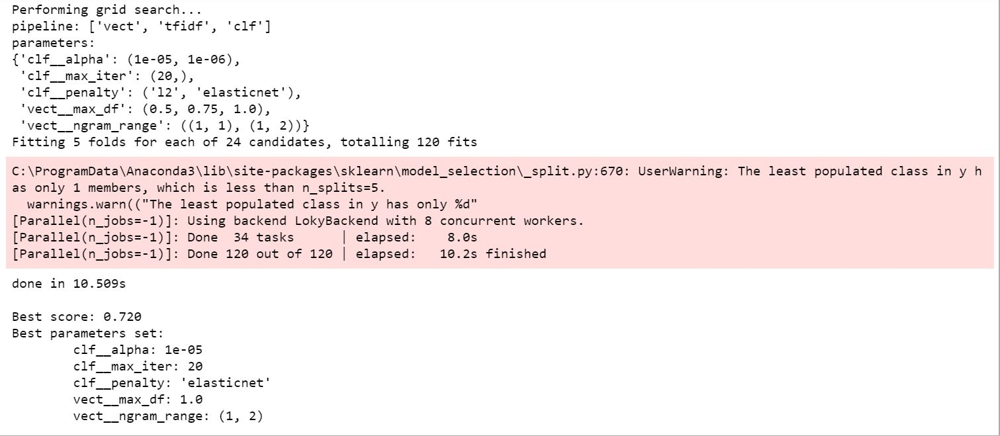 Performing grid search...
pipeline: ['vect', 'tfidf', 'clf']
parameters:
{'clf__alpha': (1e-05, 1e-06),
 'clf__max_iter': (20,),
 'clf__penalty': ('l2', 'elasticnet'),
 'vect__max_df': (0.5, 0.75, 1.0),
 'vect__ngram_range': ((1, 1), (1, 2))}
Fitting 5 folds for each of 24 candidates, totalling 120 fits
C:\ProgramData\Anaconda3\lib\site-packages\sklearn\model_selection\_split.py:670: UserWarning: The least populated class in y h
as only 1 members, which is less than n_splits=5.
  warnings.warn(("The least populated class in y has only %d"
[Parallel(n_jobs=-1)]: Using backend LokyBackend with 8 concurrent workers.
[Parallel(n_jobs=-1)]: Done  34 tasks      | elapsed:    8.0s
[Parallel(n_jobs=-1)]: Done 120 out of 120 | elapsed:   10.2s finished
done in 10.509s

Best score: 0.720
Best parameters set:
        clf__alpha: 1e-05
        clf__max_iter: 20
        clf__penalty: 'elasticnet'
        vect__max_df: 1.0
        vect__ngram_range: (1, 2)